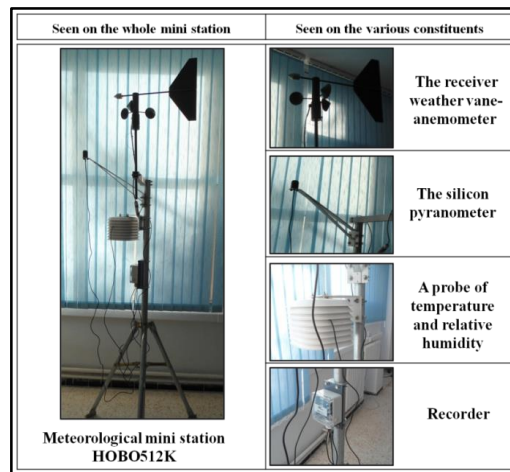 Seen on the whole mini station
Seen on the various constituents
The receiver
weather vane-
anemometer
The silicon
pyranometer
A probe of
temperature
and relative
humidity
Recorder
Meteorological mini station
HOBO512K